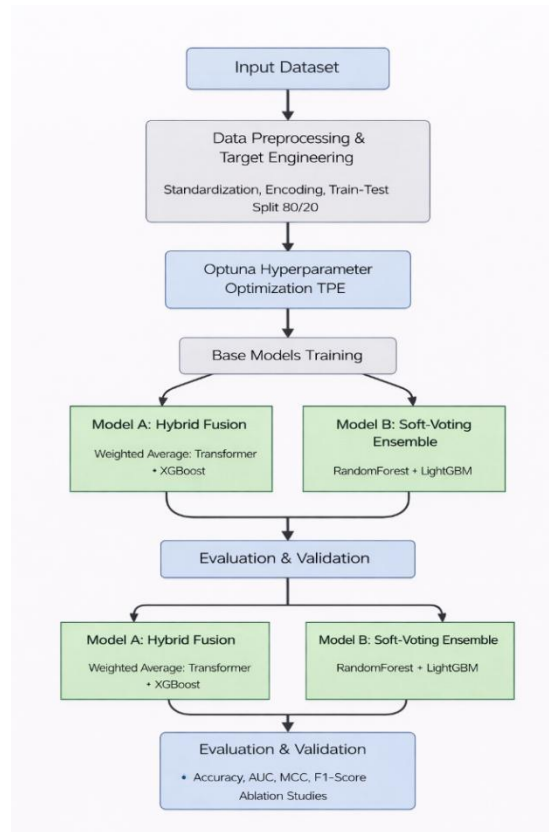 Input Dataset
Data Preprocessing &
Target Engineering
Standardization, Encoding, Train-Test
Split 80/20
Optuna Hyperparameter
Optimization TPE
Base Models Training
Model A: Hybrid Fusion
Weighted Average: Transformer
+ XGBoost
Model B: Soft-Voting
Ensemble
RandomForest + LightGBM
Evaluation & Validation
Model A: Hybrid Fusion
Weighted Average: Transformer
+ XGBoost
Model B: Soft-Voting Ensemble
RandomForest + LightGBM
Evaluation & Validation
• Accuracy, AUC, MCC, F1-Score
Ablation Studies